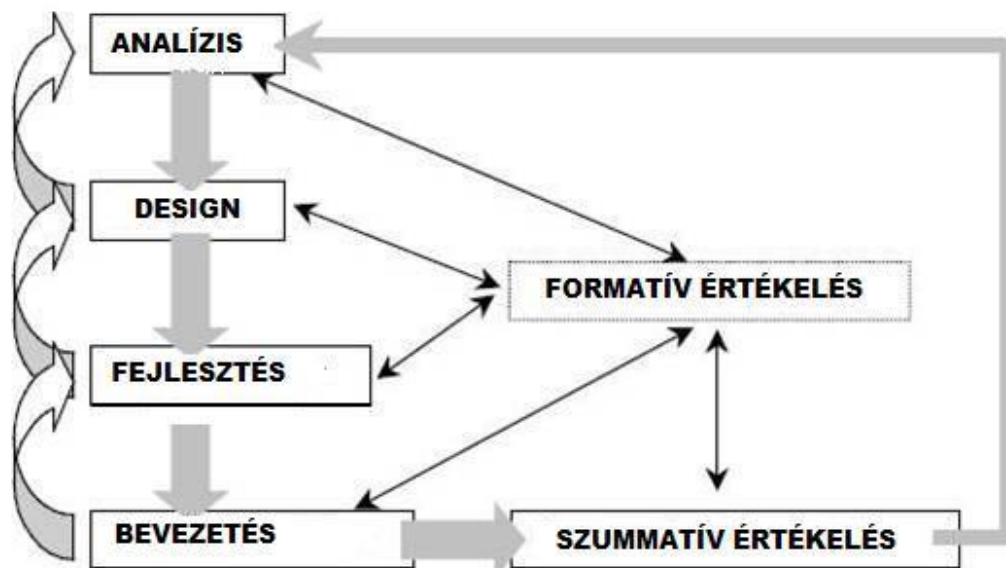 ANALÍZIS
DESIGN
FORMATÍV ÉRTÉKELÉS
FEJLESZTÉS
BEVEZETÉS
SZUMMATÍV ÉRTÉKELÉS